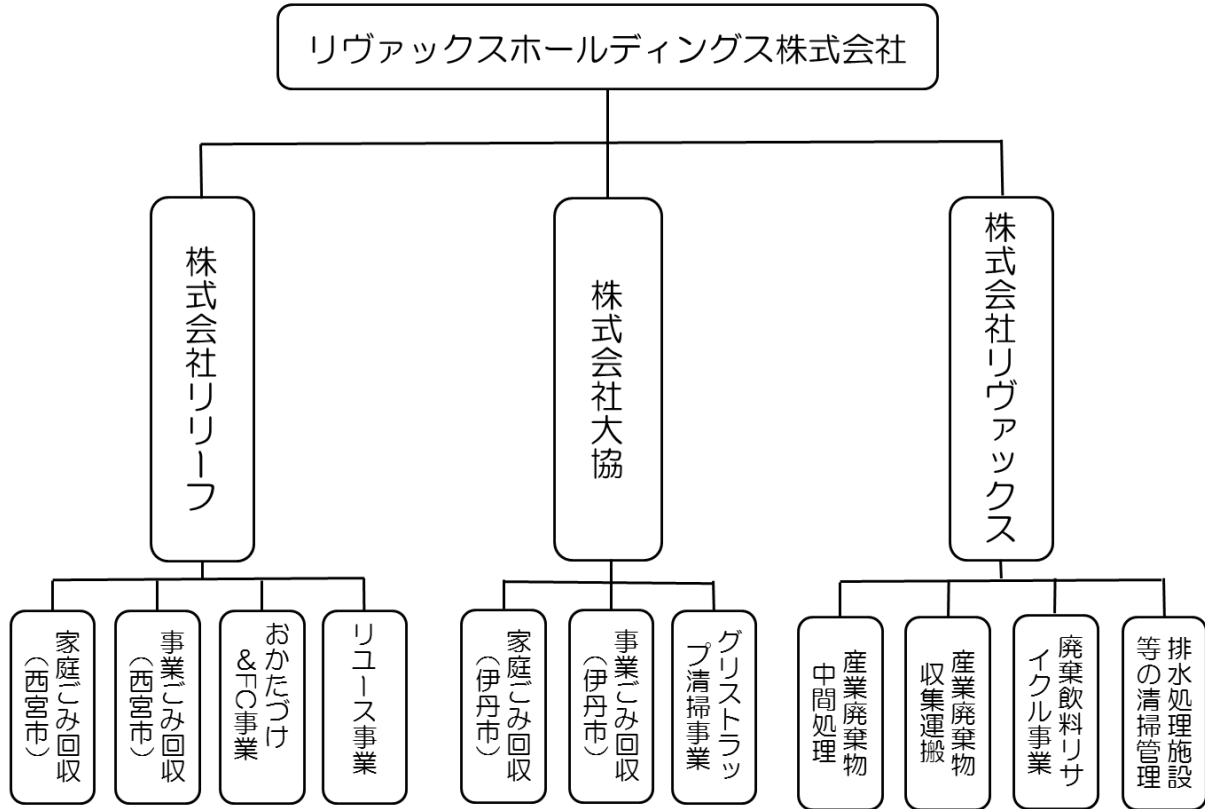 リヴァックスホールディングス株式会社
株式会社リリーフ
株式会社大協
株式会社リヴァックス
家庭ごみ回収
（西宮市）
事業ごみ回収
（西宮市）
おかたづけ
&FC事業
リユース事業
家庭ごみ回収
（伊丹市）
事業ごみ回収
（伊丹市）
グリストラッ
プ清掃事業
産業廃棄物
中間処理
産業廃棄物
収集運搬
廃棄飲料リサ
イクル事業
排水処理施設
等の清掃管理